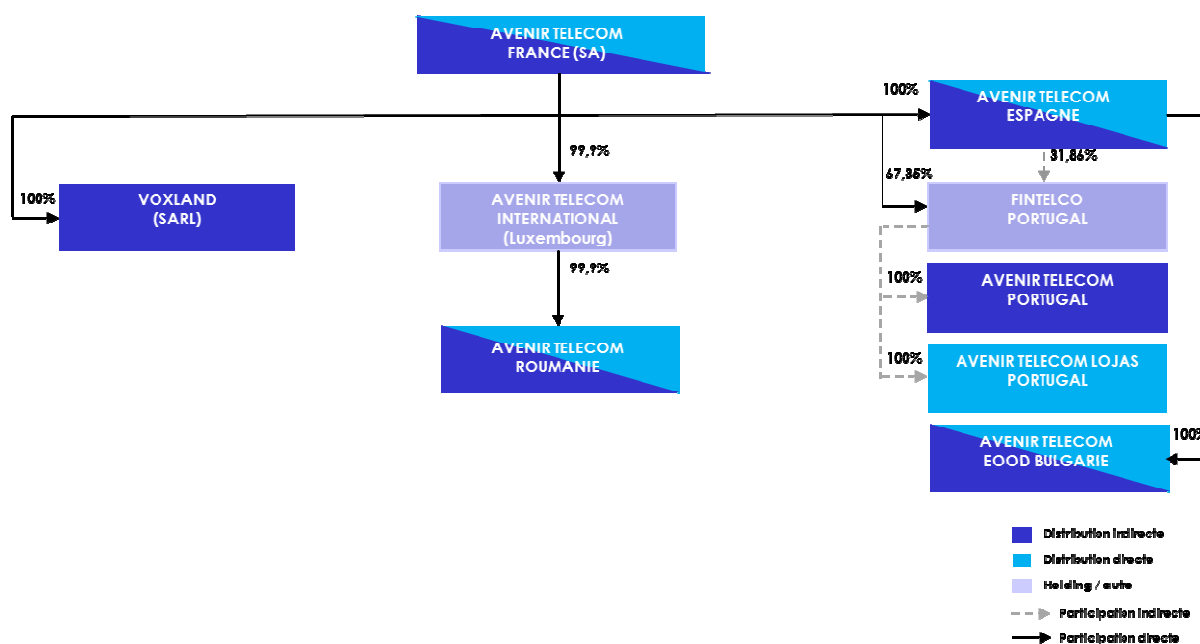 AVENIR TELECOM
FRANCE (SA)
100%
AVENIR TELECOM
ESPAGNE
99,9%
31,86%
67,35%
100%
VOXLAND
(SARL)
AVENIR TELECOM
INTERNATIONAL
(Luxembourg)
FINTELCO
PORTUGAL
99,9%
100%
AVENIR TELECOM
PORTUGAL
AVENIR TELECOM
ROUMANIE
100%
AVENIR TELECOM LOJAS
PORTUGAL
AVENIR TELECOM
EOOD BULGARIE
100%
Distribution indirecte
Distribution directe
Holding / autre
Participation indirecte
Participation directe